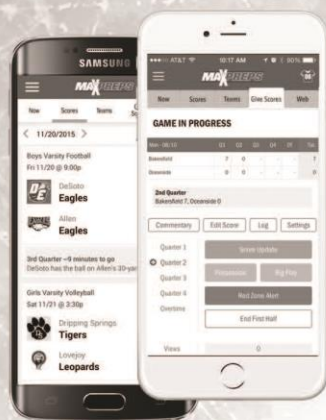 SAMSUNG
MAXPREPS
Now Scores Teams
< 11/20/2015 >
Boys Varsity Football
Fri 11/20 @ 9:00p
DeSoto
Eagles
ALLEN
Allen
Eagles
3rd Quarter ~9 minutes to go
DeSoto has the ball on Allen's 30-yar
Girls Varsity Volleyball
Sat 11/21 @ 3:30p
Dripping Springs
Tigers
Lovejoy
Leopards
AT&T 10:17 AM 50%
MAXPREPS
Now Scores Teams Give Scores Web
GAME IN PROGRESS
Q1 Q2 Q3 Q4 Tot
Bakersfield 7 0 - - 7
Oceanside 0 0 - - 0
2nd Quarter
Bakersfield 7, Oceanside 0
Commentary Edit Score Log Settings
Quarter 1
Quarter 2
Quarter 3
Quarter 4
Overtime
Score Update
Possession Big Play
Red Zone Alert
End First Half
Views 0